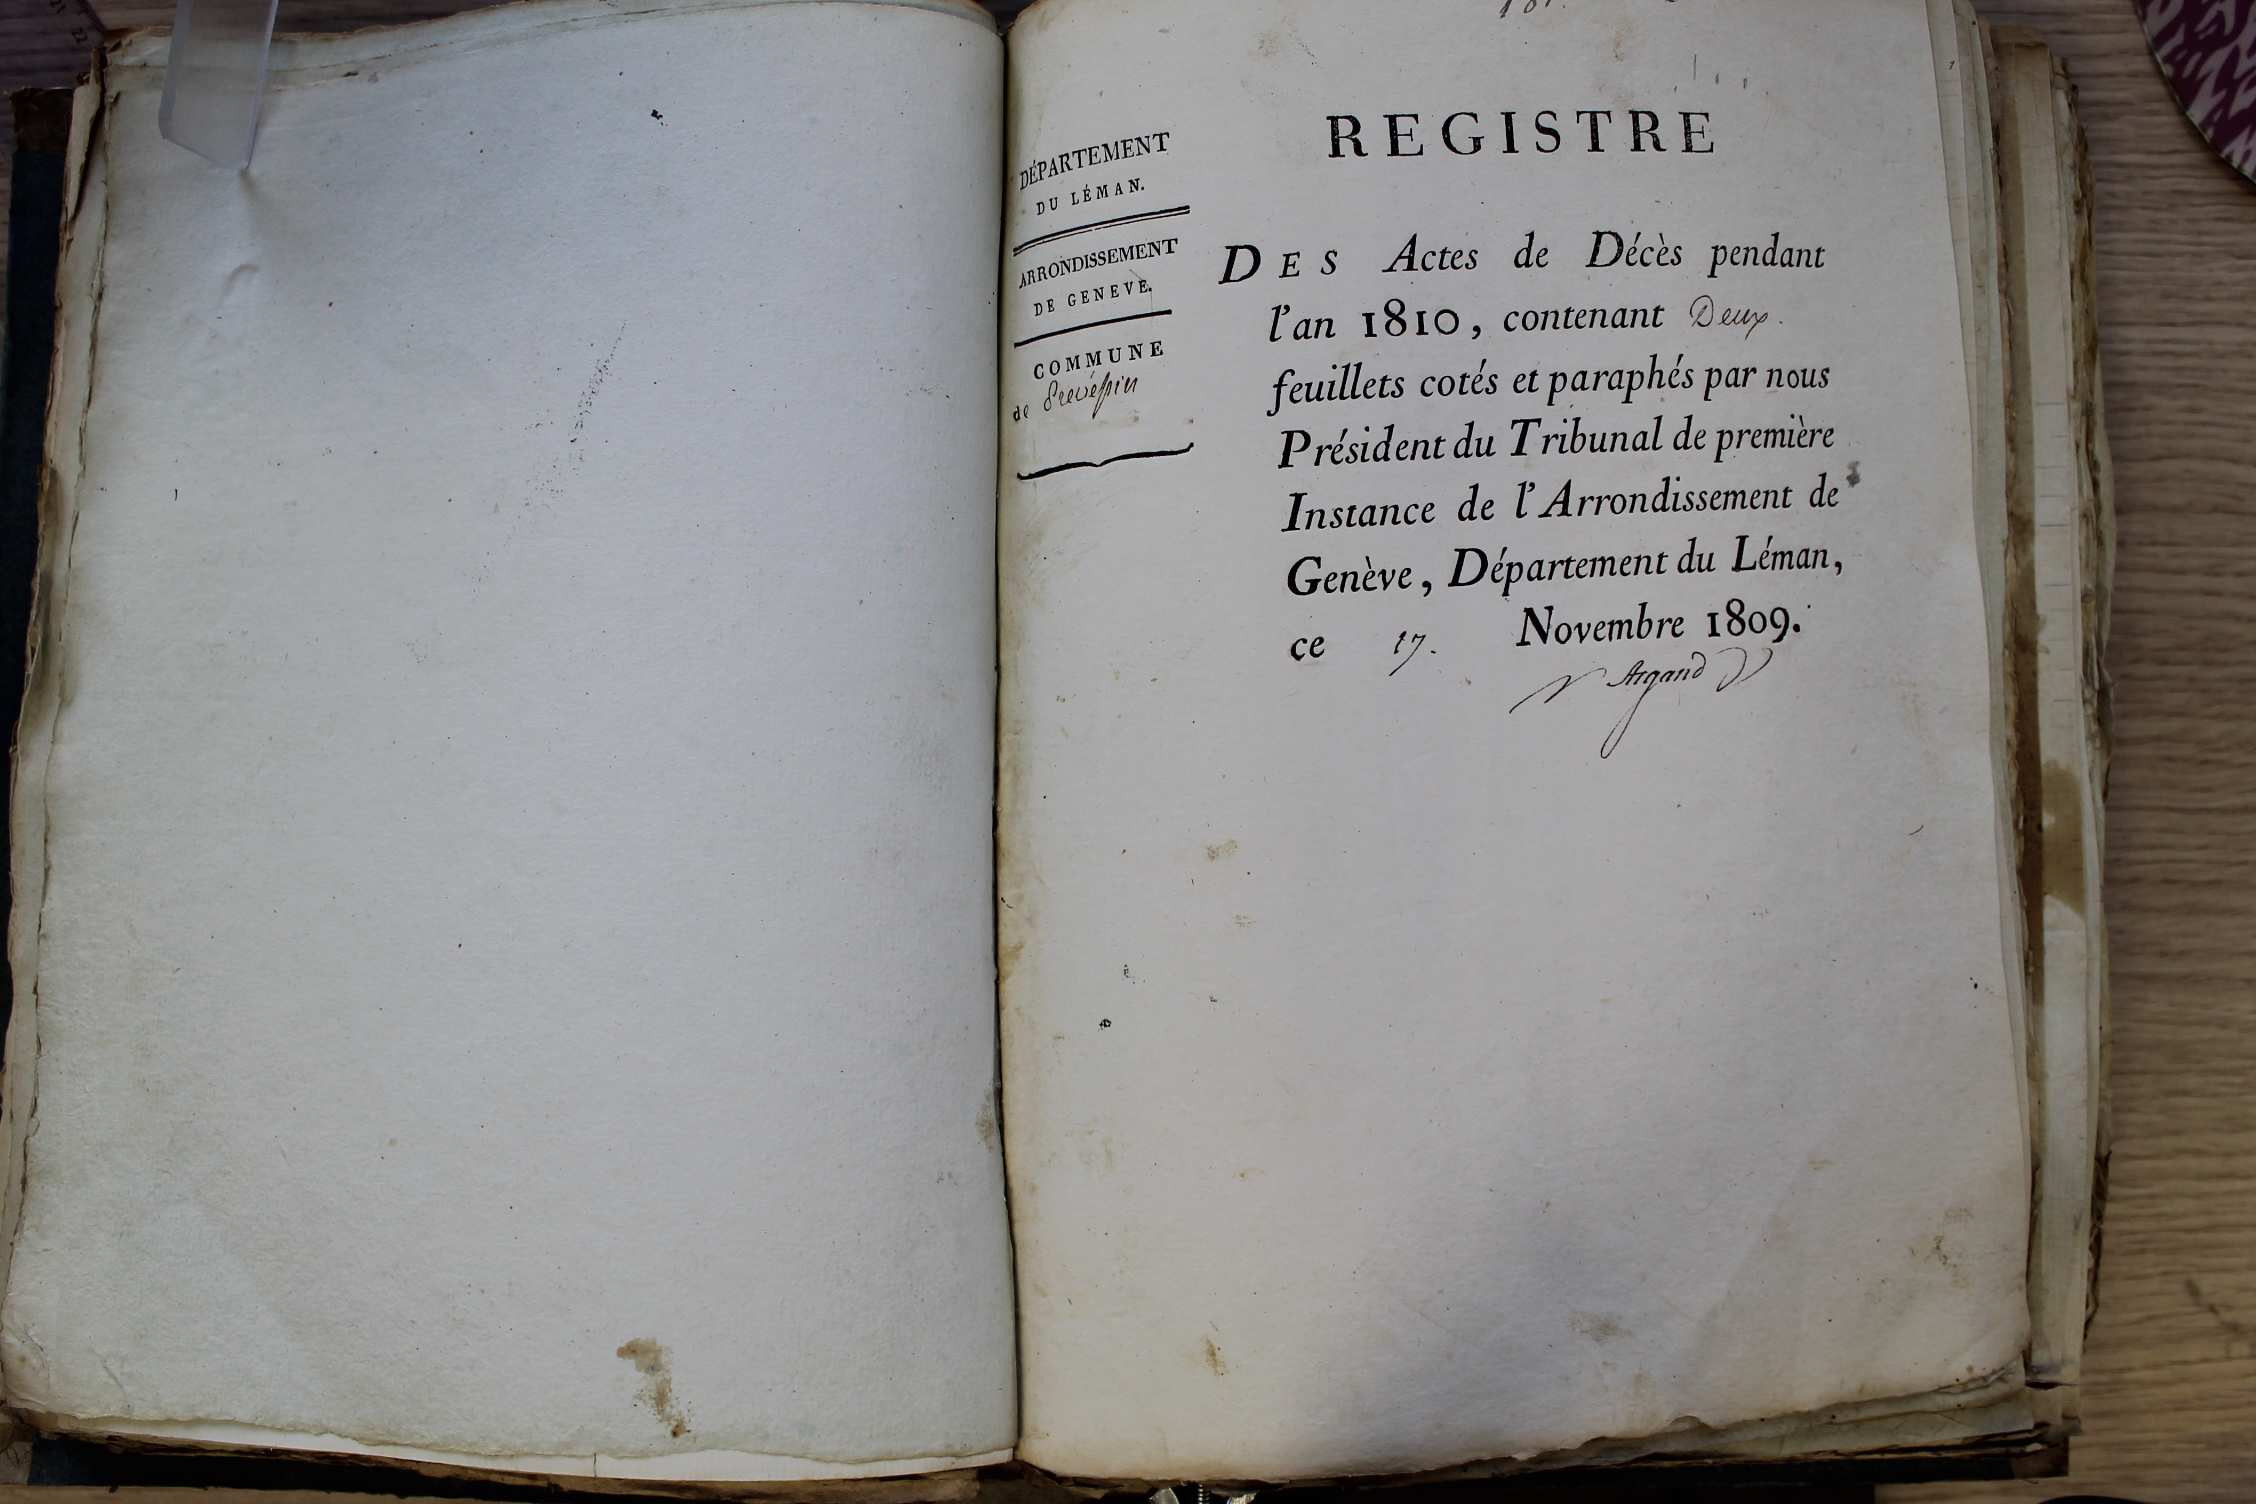 DÉPARTEMENT
DU LÉMAN.
ARRONDISSEMENT
DE GENEVE.
COMMUNE
de Prevéssin
REGISTRE
DES Actes de Décès pendant
l'an 1810, contenant Deux.
feuillets cotés et paraphés par nous
Président du Tribunal de première
Instance de l'Arrondissement de
Genève, Département du Léman,
ce 17. Novembre 1809.
Argand